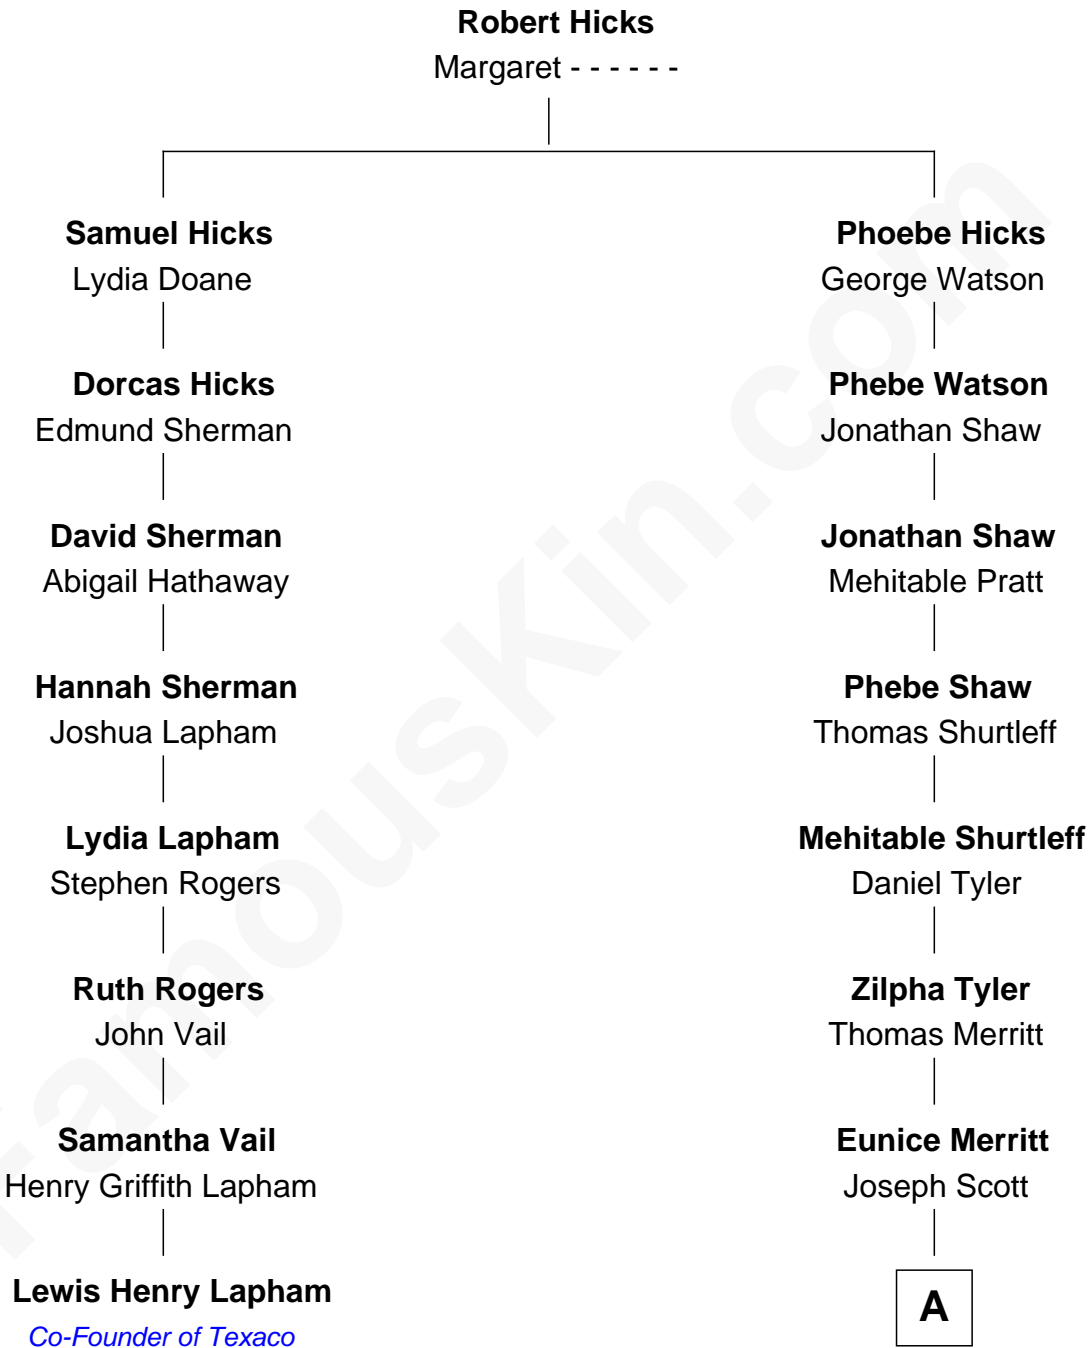 Robert Hicks
Margaret - - - - - -
Samuel Hicks
Lydia Doane
Phoebe Hicks
George Watson
Dorcas Hicks
Edmund Sherman
Phebe Watson
Jonathan Shaw
David Sherman
Abigail Hathaway
Jonathan Shaw
Mehitable Pratt
Hannah Sherman
Joshua Lapham
Phebe Shaw
Thomas Shurtleff
Lydia Lapham
Stephen Rogers
Mehitable Shurtleff
Daniel Tyler
Ruth Rogers
John Vail
Zilpha Tyler
Thomas Merritt
Samantha Vail
Henry Griffith Lapham
Eunice Merritt
Joseph Scott
Lewis Henry Lapham
Co-Founder of Texaco
A
FamousKin.com